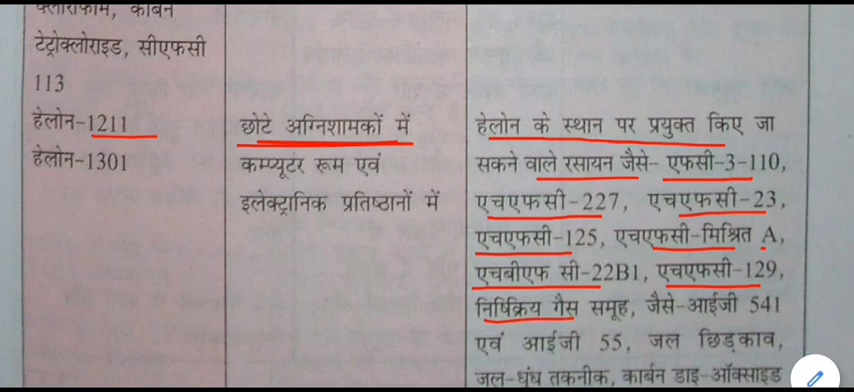 क्लोरोफार्म, कार्बन
टेट्रोक्लोराइड, सीएफसी
113
हेलोन-1211
हेलोन-1301
छोटे अग्निशामकों में
कम्प्यूटर रूम एवं
इलेक्ट्रानिक प्रतिष्ठानों में
हेलोन के स्थान पर प्रयुक्त किए जा
सकने वाले रसायन जैसे- एफसी-3-110,
एचएफसी-227, एचएफसी-23,
एचएफसी-125, एचएफसी-मिश्रित A,
एचबीएफ सी-22B1, एचएफसी-129,
निष्क्रिय गैस समूह, जैसे-आईजी 541
एवं आईजी 55, जल छिड़काव,
जल-धुंध तकनीक, कार्बन डाइ-ऑक्साइड